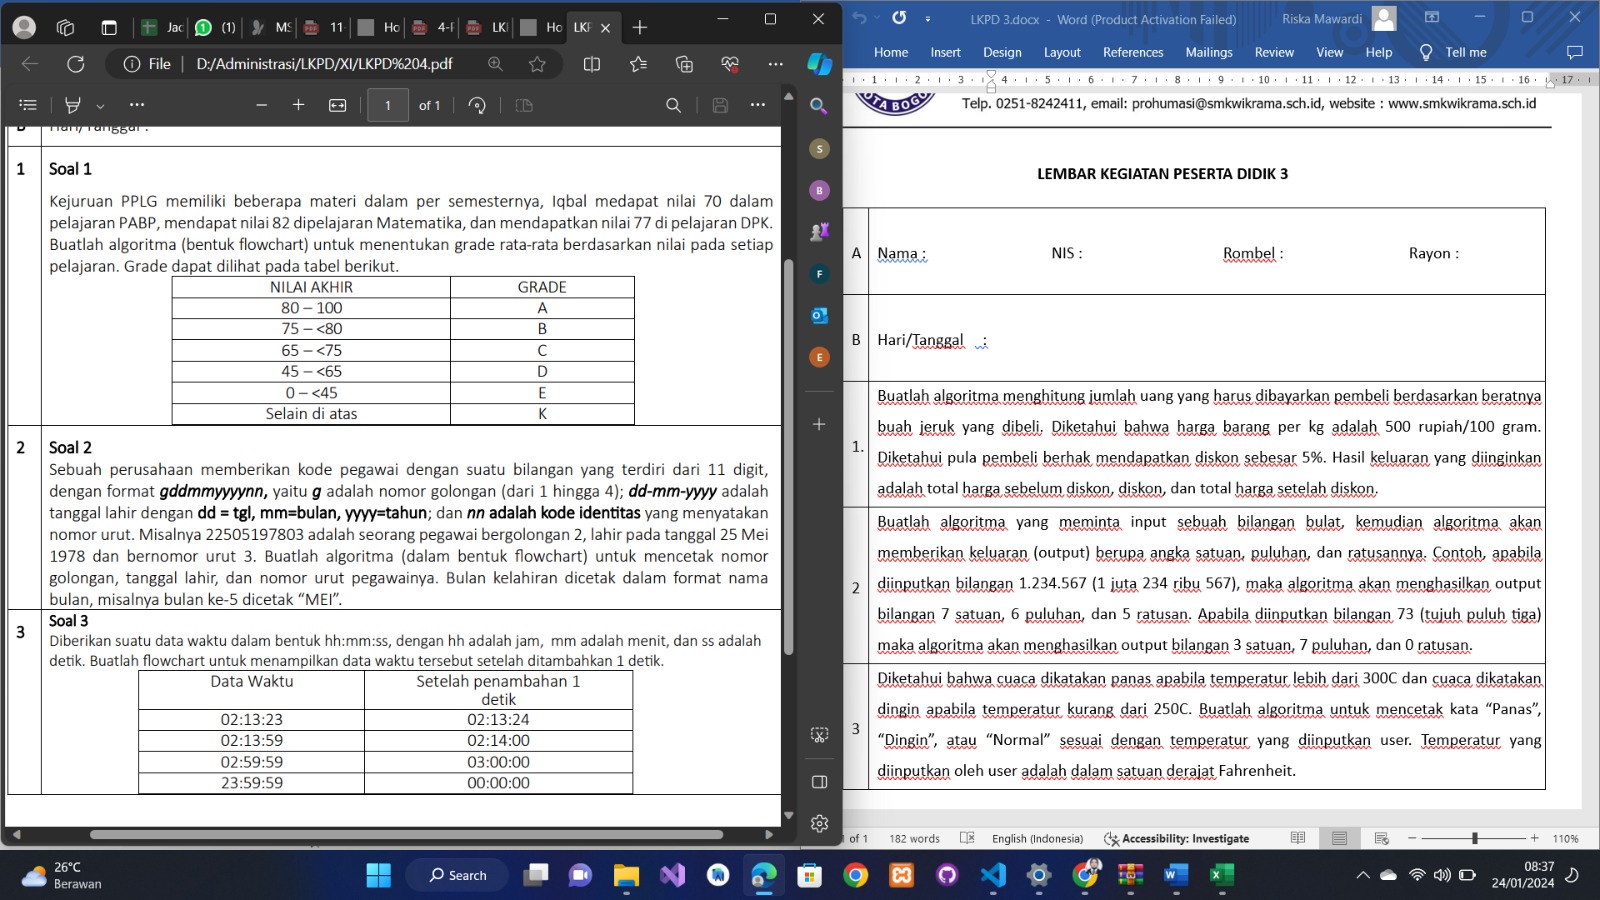 Jac
(1)
MS
11-
Ho
4-F
LKI
Ho
LKF
File
D:/Administrasi/LKPD/XI/LKPD%204.pdf
1
of 1
B
Hari/Tanggal :
1
Soal 1
Kejuruan PPLG memiliki beberapa materi dalam per semesternya, Iqbal medapat nilai 70 dalam
pelajaran PABP, mendapat nilai 82 dipelajaran Matematika, dan mendapatkan nilai 77 di pelajaran DPK.
Buatlah algoritma (bentuk flowchart) untuk menentukan grade rata-rata berdasarkan nilai pada setiap
pelajaran. Grade dapat dilihat pada tabel berikut.
NILAI AKHIR GRADE
80 – 100 A
75 – <80 B
65 – <75 C
45 – <65 D
0 – <45 E
Selain di atas K
2
Soal 2
Sebuah perusahaan memberikan kode pegawai dengan suatu bilangan yang terdiri dari 11 digit,
dengan format gddmmyyyynn, yaitu g adalah nomor golongan (dari 1 hingga 4); dd-mm-yyyy adalah
tanggal lahir dengan dd = tgl, mm=bulan, yyyy=tahun; dan nn adalah kode identitas yang menyatakan
nomor urut. Misalnya 22505197803 adalah seorang pegawai bergolongan 2, lahir pada tanggal 25 Mei
1978 dan bernomor urut 3. Buatlah algoritma (dalam bentuk flowchart) untuk mencetak nomor
golongan, tanggal lahir, dan nomor urut pegawainya. Bulan kelahiran dicetak dalam format nama
bulan, misalnya bulan ke-5 dicetak “MEI”.
3
Soal 3
Diberikan suatu data waktu dalam bentuk hh:mm:ss, dengan hh adalah jam, mm adalah menit, dan ss adalah
detik. Buatlah flowchart untuk menampilkan data waktu tersebut setelah ditambahkan 1 detik.
Data Waktu Setelah penambahan 1
detik
02:13:23 02:13:24
02:13:59 02:14:00
02:59:59 03:00:00
23:59:59 00:00:00
S
B
F
E
LKPD 3.docx - Word (Product Activation Failed)
Riska Mawardi
Home Insert Design Layout References Mailings Review View Help Tell me
1 2 3 4 5 6 7 8 9 10 11 12 13 14 15 16 17
OTA BOGO
Telp. 0251-8242411, email: prohumasi@smkwikrama.sch.id, website : www.smkwikrama.sch.id
LEMBAR KEGIATAN PESERTA DIDIK 3
A Nama : NIS : Rombel : Rayon :
B Hari/Tanggal :
1.
Buatlah algoritma menghitung jumlah uang yang harus dibayarkan pembeli berdasarkan beratnya
buah jeruk yang dibeli. Diketahui bahwa harga barang per kg adalah 500 rupiah/100 gram.
Diketahui pula pembeli berhak mendapatkan diskon sebesar 5%. Hasil keluaran yang diinginkan
adalah total harga sebelum diskon, diskon, dan total harga setelah diskon.
2
Buatlah algoritma yang meminta input sebuah bilangan bulat, kemudian algoritma akan
memberikan keluaran (output) berupa angka satuan, puluhan, dan ratusannya. Contoh, apabila
diinputkan bilangan 1.234.567 (1 juta 234 ribu 567), maka algoritma akan menghasilkan output
bilangan 7 satuan, 6 puluhan, dan 5 ratusan. Apabila diinputkan bilangan 73 (tujuh puluh tiga)
maka algoritma akan menghasilkan output bilangan 3 satuan, 7 puluhan, dan 0 ratusan.
3
Diketahui bahwa cuaca dikatakan panas apabila temperatur lebih dari 300C dan cuaca dikatakan
dingin apabila temperatur kurang dari 250C. Buatlah algoritma untuk mencetak kata “Panas”,
“Dingin”, atau “Normal” sesuai dengan temperatur yang diinputkan user. Temperatur yang
diinputkan oleh user adalah dalam satuan derajat Fahrenheit.
of 1 182 words English (Indonesia) Accessibility: Investigate 110%
26°C
Berawan
Search
08:37
24/01/2024